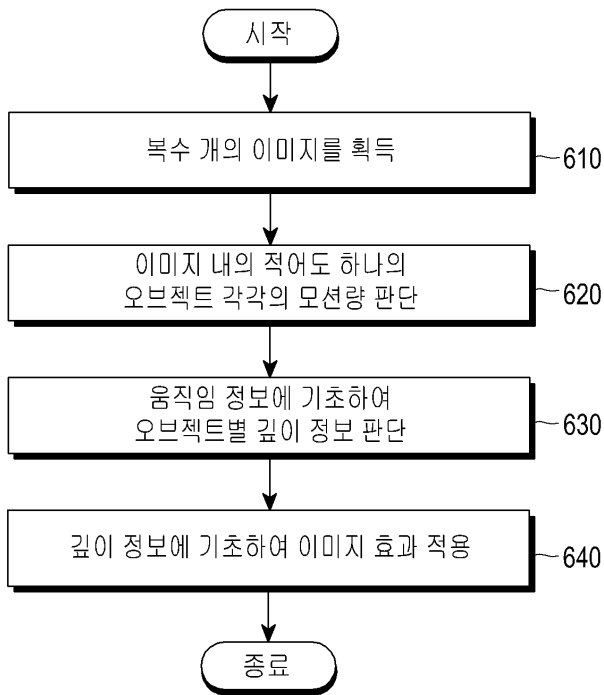 시작
복수 개의 이미지를 획득
610
이미지 내의 적어도 하나의
오브젝트 각각의 모션량 판단
620
움직임 정보에 기초하여
오브젝트별 깊이 정보 판단
630
깊이 정보에 기초하여 이미지 효과 적용
640
종료